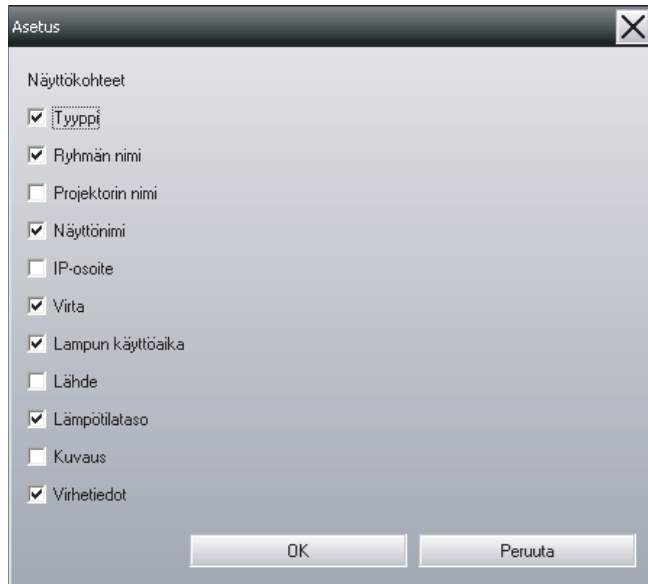 Asetus
Näyttökohteet
Tyyppi
Ryhmän nimi
Projektorin nimi
Näyttönimi
IP-osoite
Virta
Lampun käyttöaika
Lähde
Lämpötilataso
Kuvaus
Virhetiedot
OK Peruuta